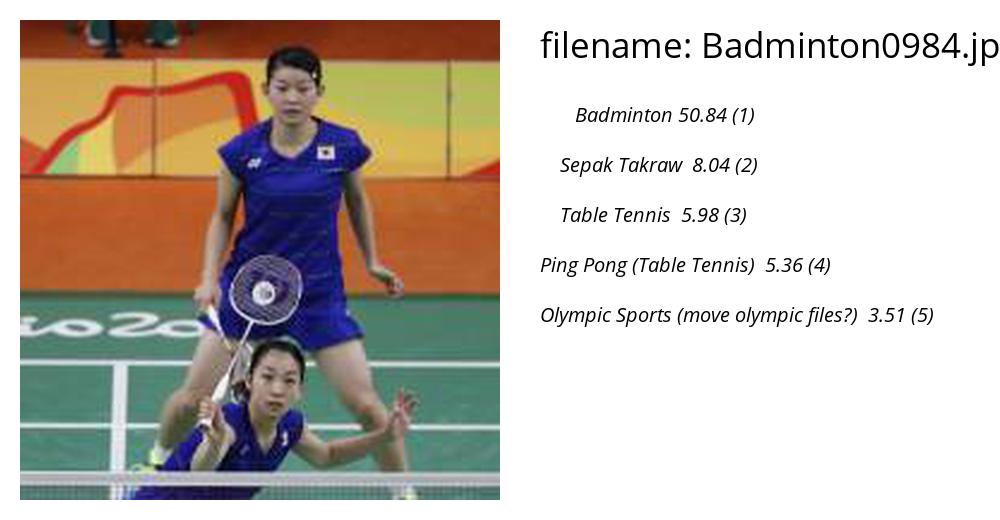 filename: Badminton0984.jp
Badminton 50.84 (1)
Sepak Takraw 8.04 (2)
Table Tennis 5.98 (3)
Ping Pong (Table Tennis) 5.36 (4)
Olympic Sports (move olympic files?) 3.51 (5)
io20